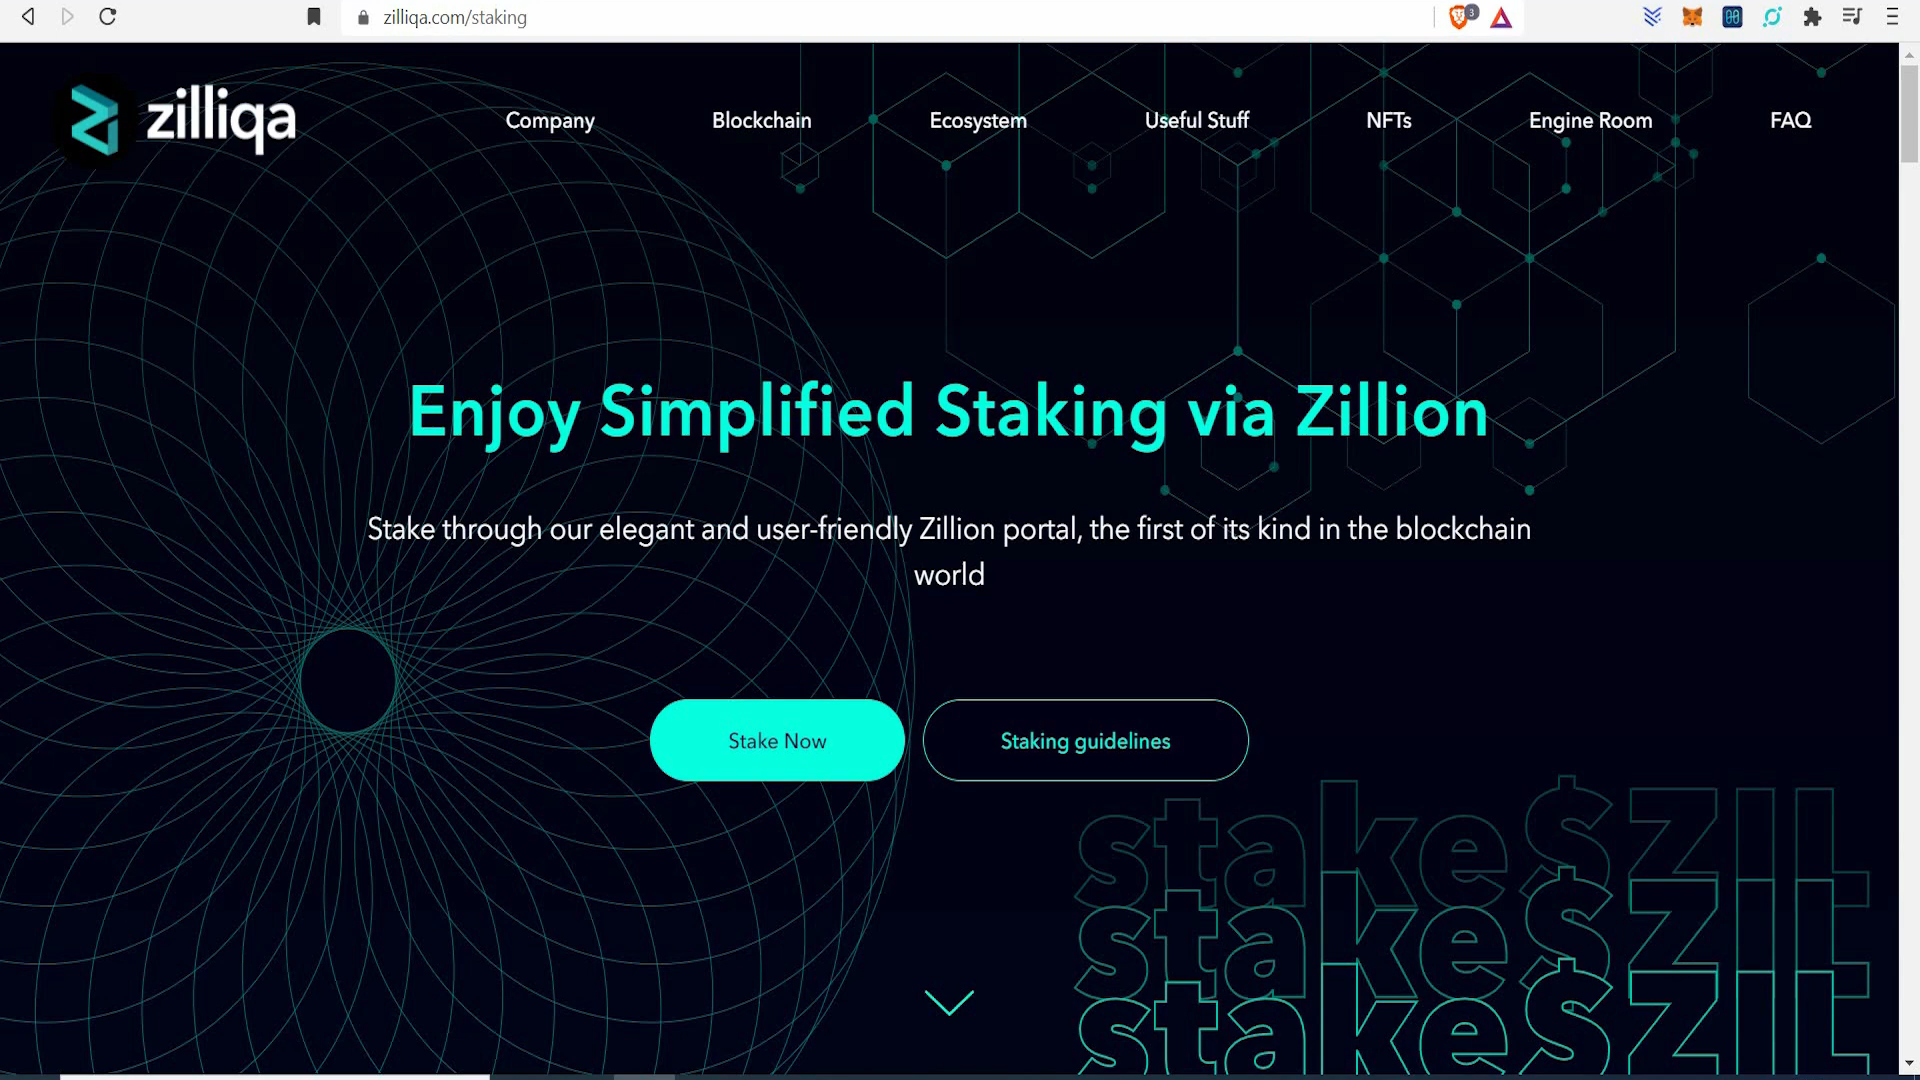 zilliqa.com/staking
3
zilliqa
Company
Blockchain
Ecosystem
Useful Stuff
NFTs
Engine Room
FAQ
Enjoy Simplified Staking via Zillion
Stake through our elegant and user-friendly Zillion portal, the first of its kind in the blockchain
world
Stake Now
Staking guidelines
stake$ZIL
stake$ZIL
stake$ZIL